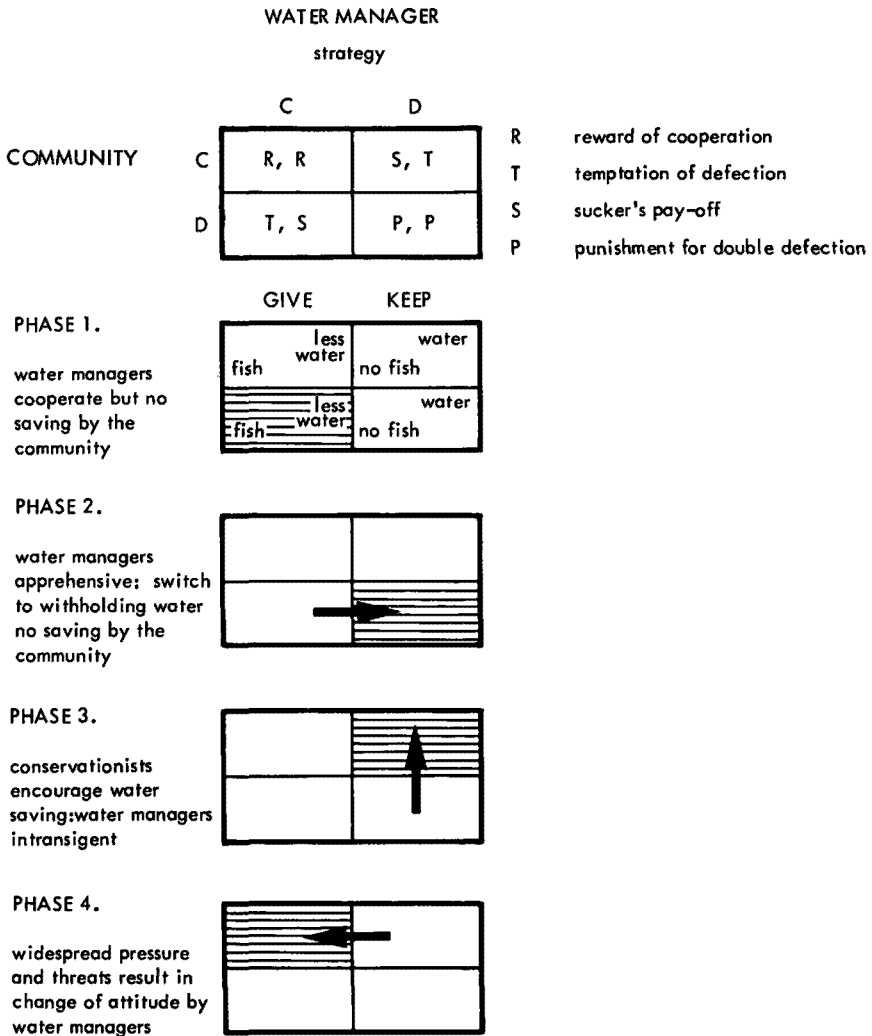 WATER MANAGER
strategy
C D
COMMUNITY C R, R S, T
D T, S P, P
R reward of cooperation
T temptation of defection
S sucker's pay-off
P punishment for double defection
GIVE KEEP
PHASE 1.
water managers
cooperate but no
saving by the
community
less
water
fish
water
no fish
less
water
fish
water
no fish
PHASE 2.
water managers
apprehensive; switch
to withholding water
no saving by the
community
PHASE 3.
conservationists
encourage water
saving:water managers
intransigent
PHASE 4.
widespread pressure
and threats result in
change of attitude by
water managers